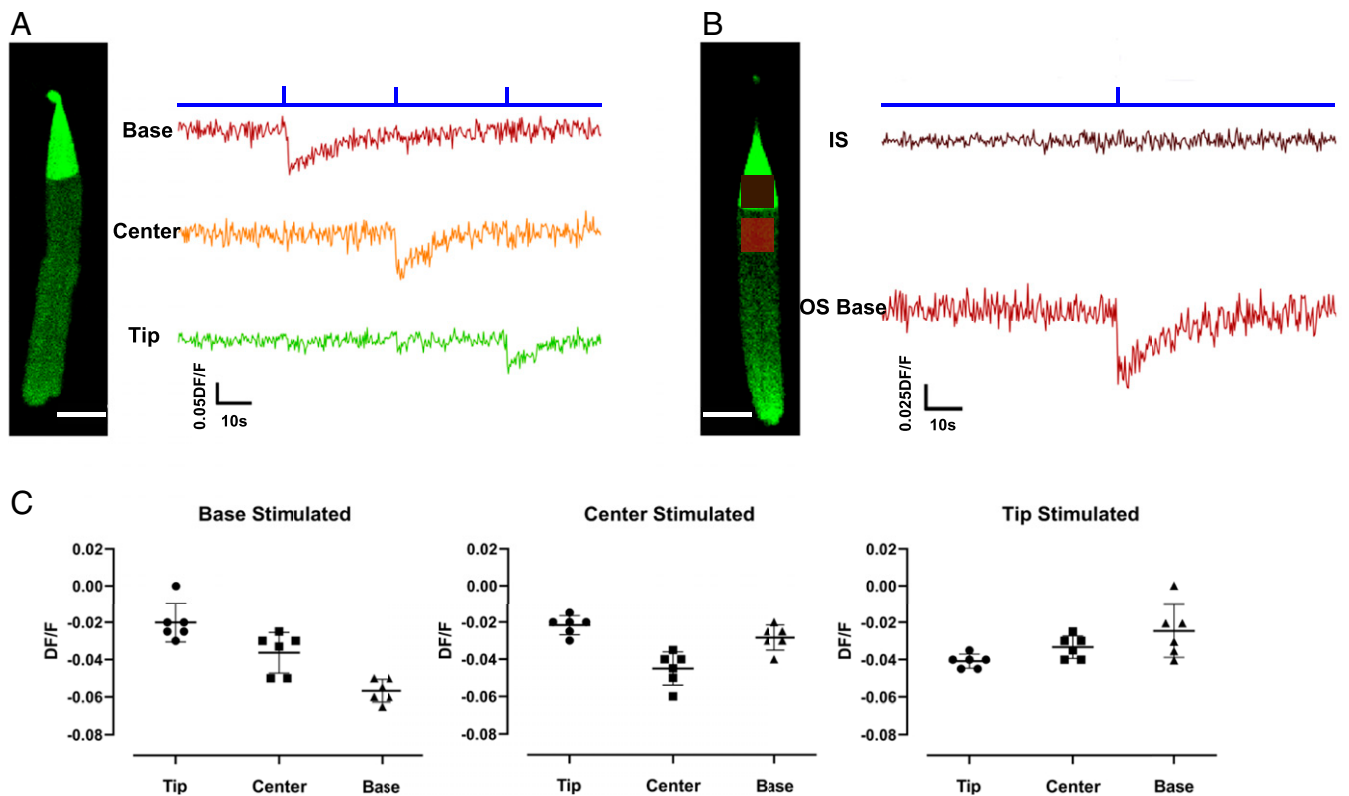 A
Base
Center
Tip
0.05DF/F
10s
B
IS
OS Base
0.025DF/F
10s
C
Base Stimulated
DF/F
0.02
0.00
-0.02
-0.04
-0.06
-0.08
Tip Center Base
Center Stimulated
DF/F
0.02
0.00
-0.02
-0.04
-0.06
-0.08
Tip Center Base
Tip Stimulated
DF/F
0.02
0.00
-0.02
-0.04
-0.06
-0.08
Tip Center Base